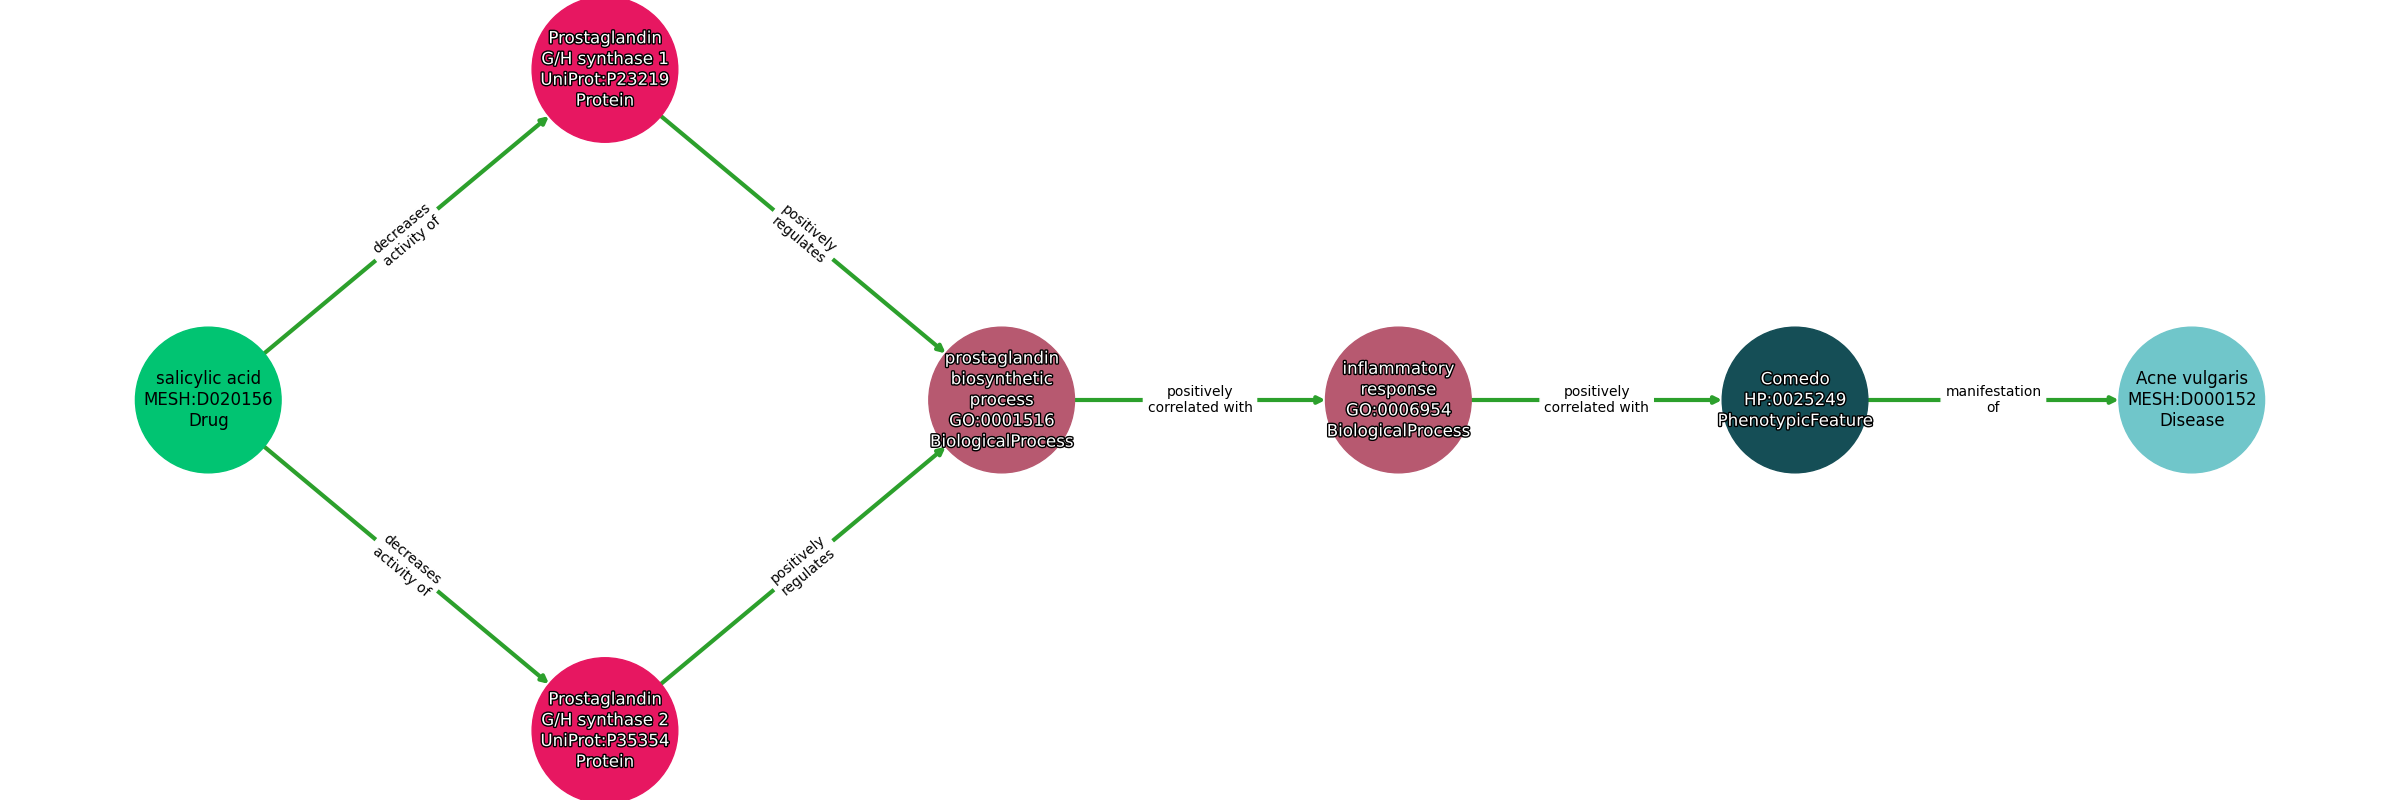 Prostaglandin
G/H synthase 1
UniProt:P23219
Protein
decreases
activity of
positively
regulates
salicylic acid
MESH:D020156
Drug
prostaglandin
biosynthetic
process
GO:0001516
BiologicalProcess
positively
correlated with
inflammatory
response
GO:0006954
BiologicalProcess
positively
correlated with
Comedo
HP:0025249
PhenotypicFeature
manifestation
of
Acne vulgaris
MESH:D000152
Disease
decreases
activity of
positively
regulates
Prostaglandin
G/H synthase 2
UniProt:P35354
Protein